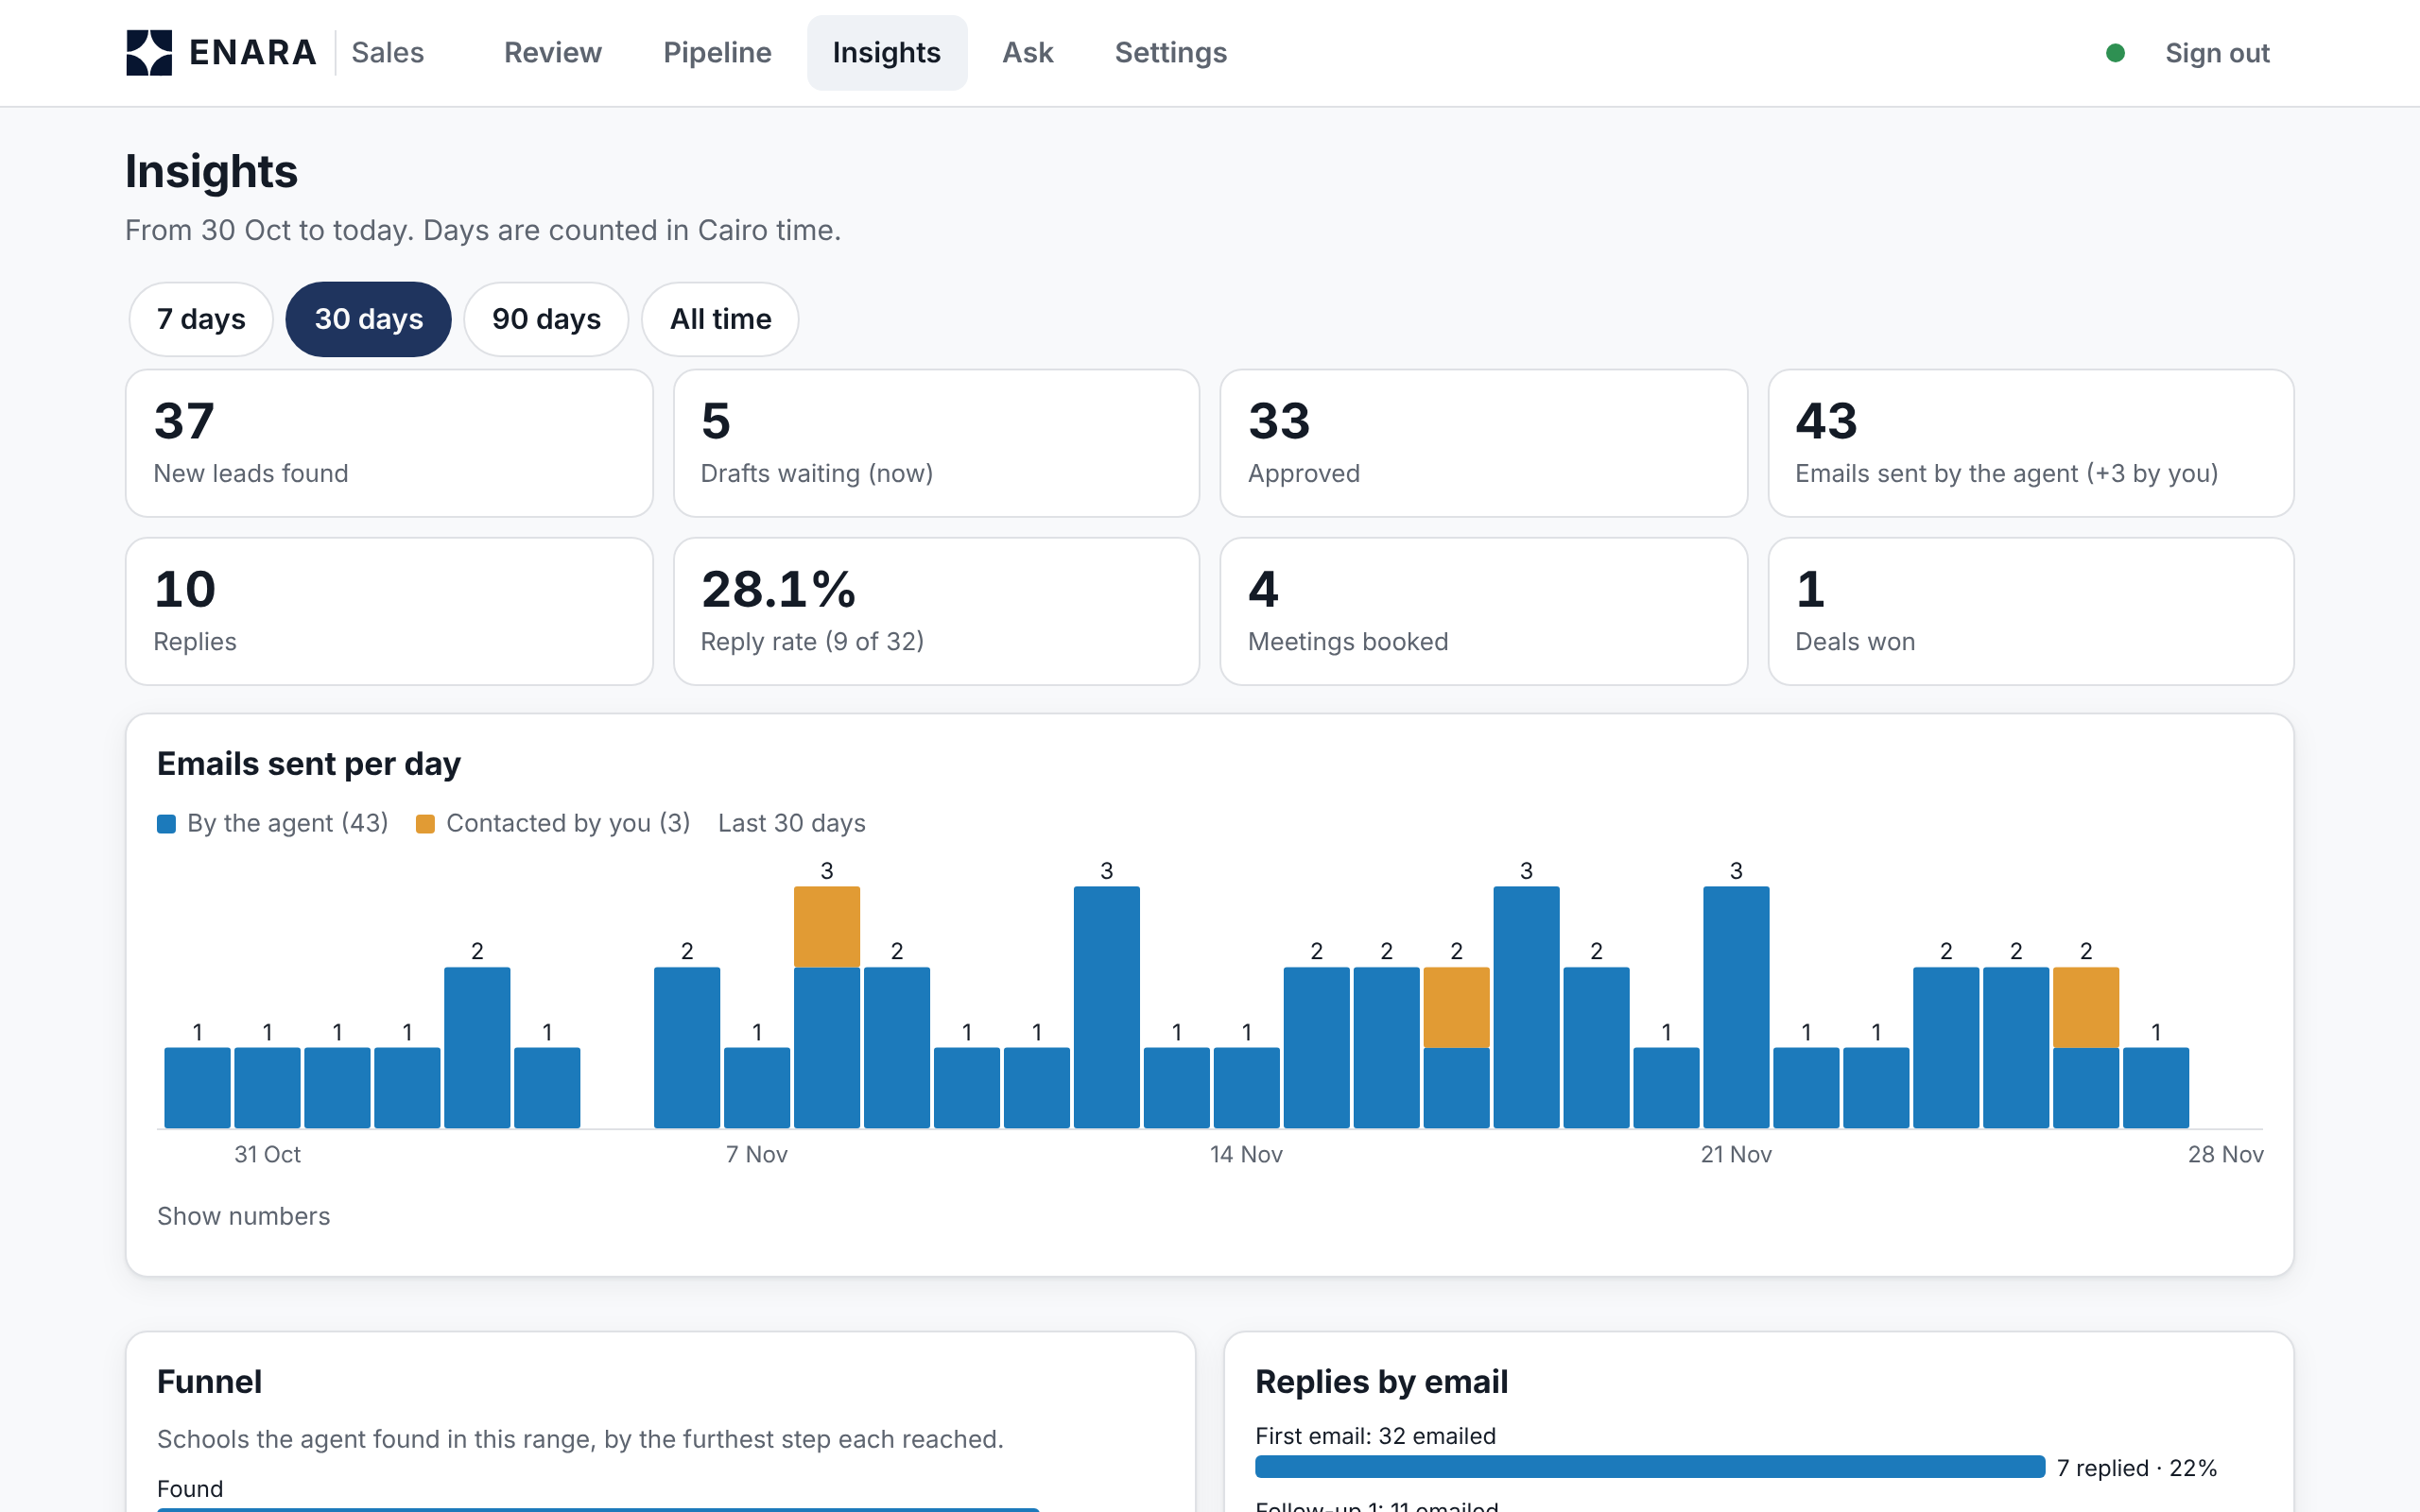 ENARA Sales Review Pipeline Insights Ask Settings Sign out
Insights
From 30 Oct to today. Days are counted in Cairo time.
7 days 30 days 90 days All time
37
New leads found
5
Drafts waiting (now)
33
Approved
43
Emails sent by the agent (+3 by you)
10
Replies
28.1%
Reply rate (9 of 32)
4
Meetings booked
1
Deals won
Emails sent per day
By the agent (43) Contacted by you (3) Last 30 days
1 1 1 1 2 1 2 1 3 2 1 1 3 1 1 2 2 2 3 2 1 3 1 1 2 2 2 1
31 Oct 7 Nov 14 Nov 21 Nov 28 Nov
Show numbers
Funnel
Schools the agent found in this range, by the furthest step each reached.
Found
Replies by email
First email: 32 emailed
7 replied · 22%
Follow-up 1: 11 emailed